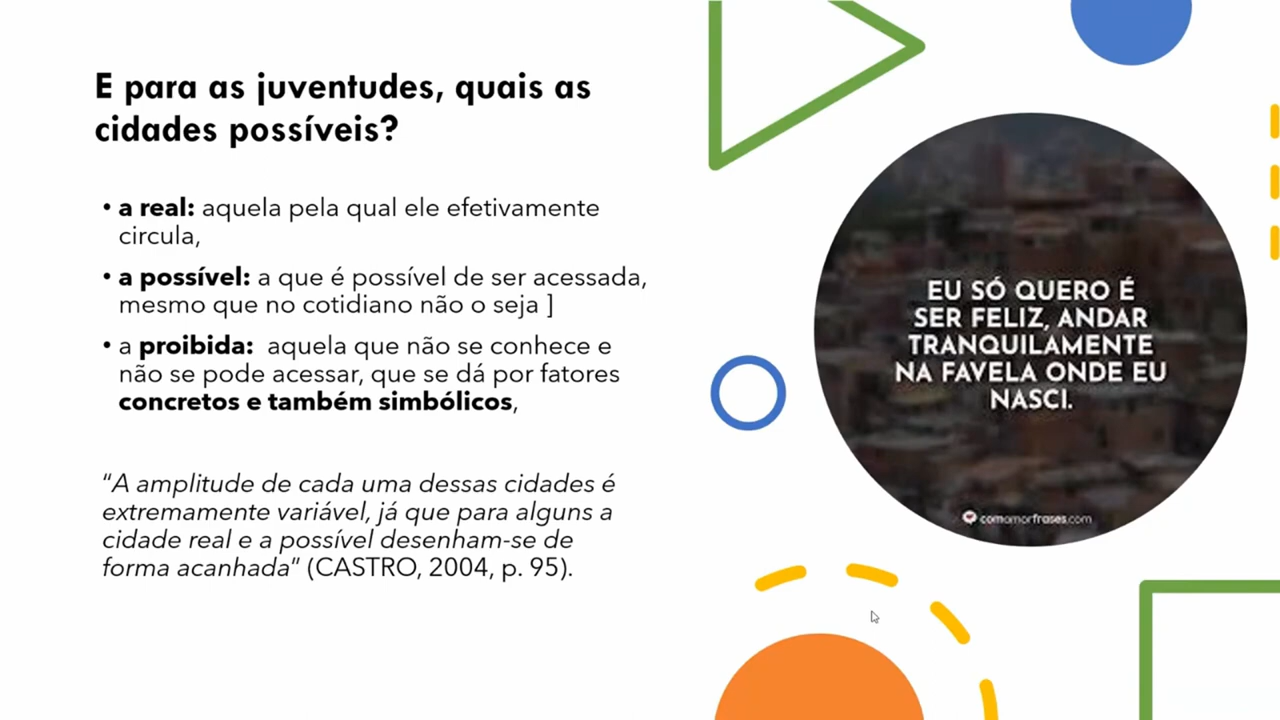 E para as juventudes, quais as
cidades possíveis?
• a real: aquela pela qual ele efetivamente
circula,
• a possível: a que é possível de ser acessada,
mesmo que no cotidiano não o seja ]
• a proibida:  aquela que não se conhece e
não se pode acessar, que se dá por fatores
concretos e também simbólicos,
“A amplitude de cada uma dessas cidades é
extremamente variável, já que para alguns a
cidade real e a possível desenham-se de
forma acanhada” (CASTRO, 2004, p. 95).
EU SÓ QUERO É
SER FELIZ, ANDAR
TRANQUILAMENTE
NA FAVELA ONDE EU
NASCI.
comamorfrases.com